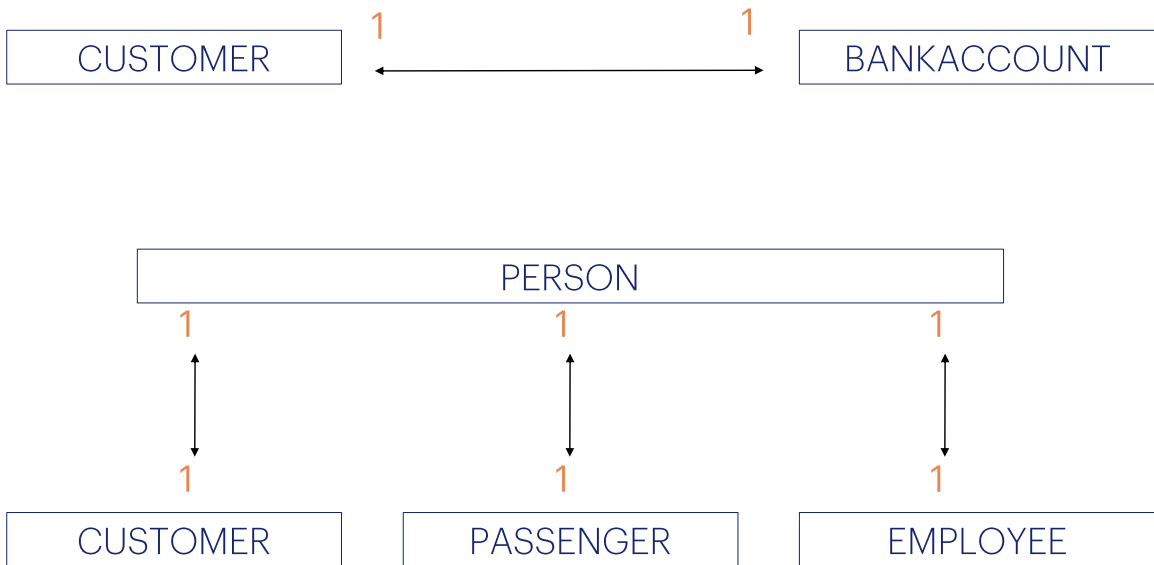 1 1
CUSTOMER BANKACCOUNT
PERSON
1 1 1
1 1 1
CUSTOMER PASSENGER EMPLOYEE